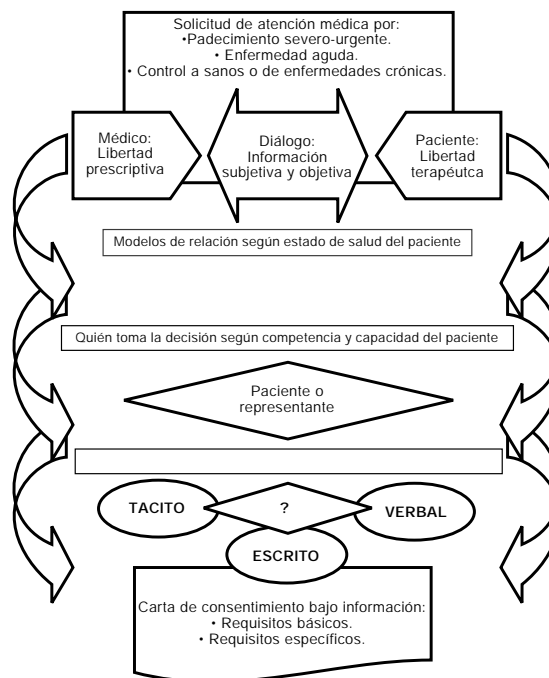 Solicitud de atención médica por:
•Padecimiento severo-urgente.
• Enfermedad aguda.
• Control a sanos o de enfermedades crónicas.
Médico:
Libertad
prescriptiva
Diálogo:
Información
subjetiva y objetiva
Paciente:
Libertad
terapéutca
Modelos de relación según estado de salud del paciente
Quién toma la decisión según competencia y capacidad del paciente
Paciente o
representante
TACITO
?
VERBAL
ESCRITO
Carta de consentimiento bajo información:
• Requisitos básicos.
• Requisitos específicos.